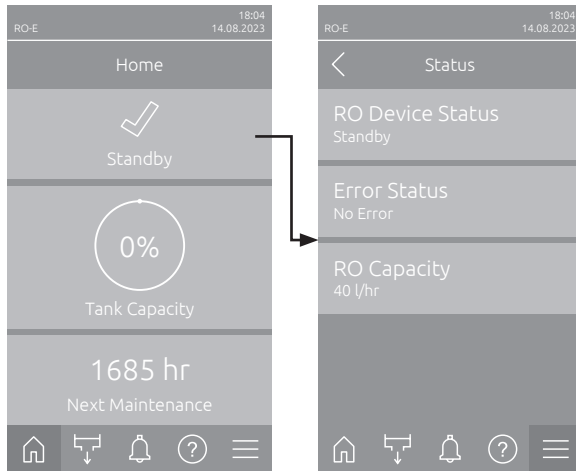 18:04
RO-E 14.08.2023
Home
Standby
0%
Tank Capacity
1685 hr
Next Maintenance
?
18:04
RO-E 14.08.2023
Status
RO Device Status
Standby
Error Status
No Error
RO Capacity
40 l/hr
?